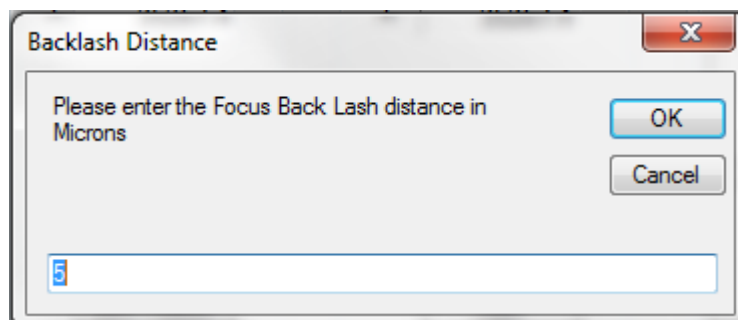 Backlash Distance
Please enter the Focus Back Lash distance in
Microns
OK
Cancel
5